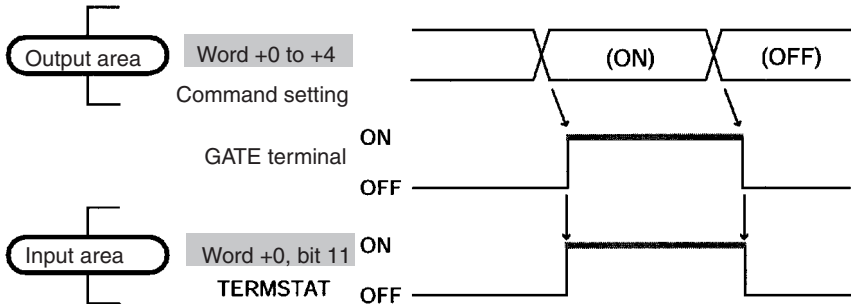 Output area
Word +0 to +4
(ON)
(OFF)
Command setting
GATE terminal
ON
OFF
Input area
Word +0, bit 11
ON
TERMSTAT
OFF